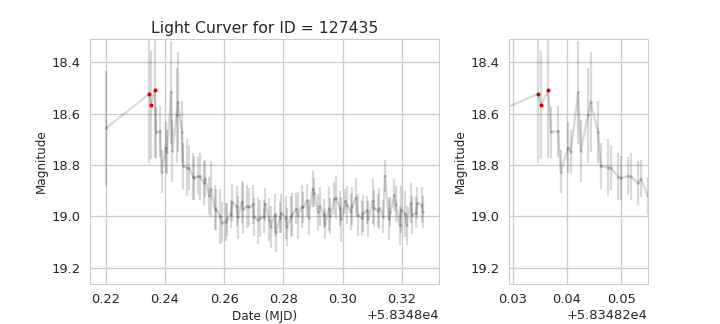 Light Curver for ID = 127435
Magnitude
18.4
18.6
18.8
19.0
19.2
0.22 0.24 0.26 0.28 0.30 0.32
Date (MJD)
+5.8348e4
Magnitude
18.4
18.6
18.8
19.0
19.2
0.03 0.04 0.05
+5.83482e4